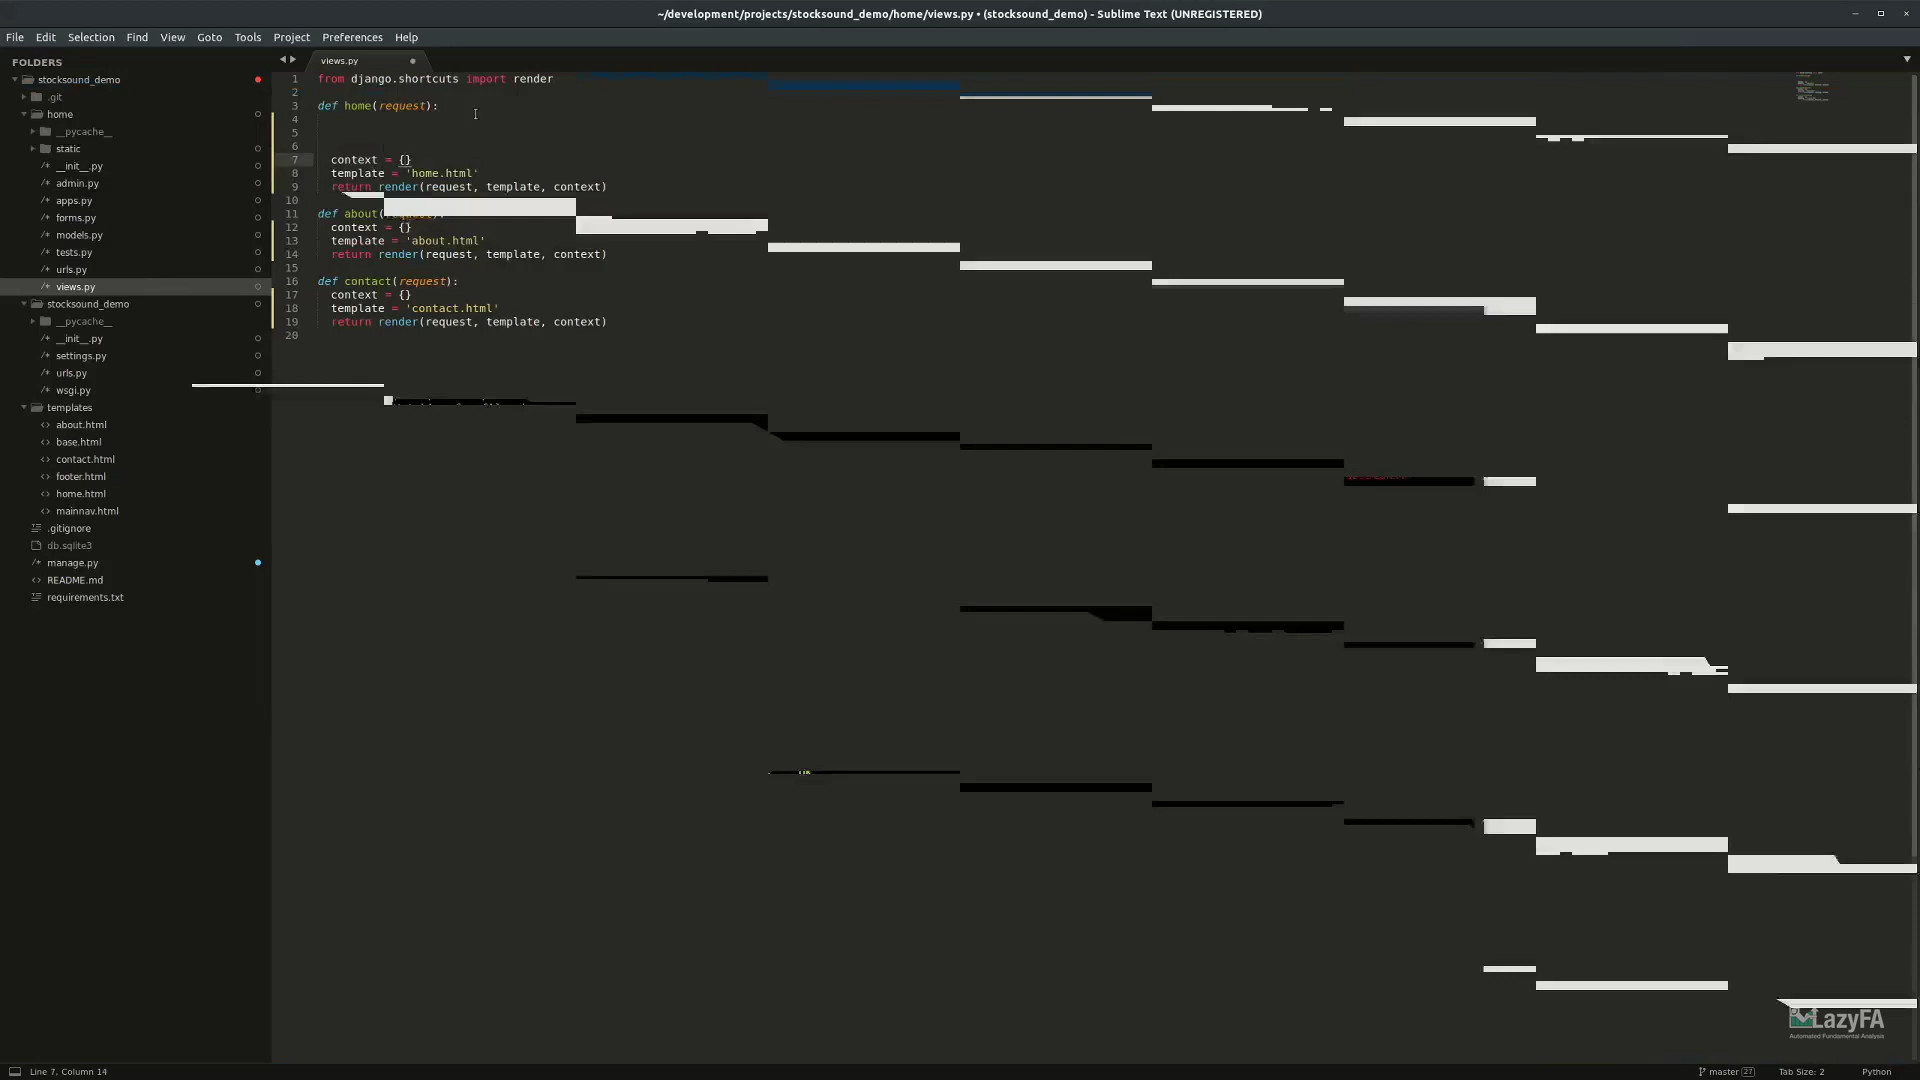 ~/development/projects/stocksound_demo/home/views.py • (stocksound_demo) - Sublime Text (UNREGISTERED)
File Edit Selection Find View Goto Tools Project Preferences Help
FOLDERS
stocksound_demo
.git
home
__pycache__
static
__init__.py
admin.py
apps.py
forms.py
models.py
tests.py
urls.py
views.py
stocksound_demo
__pycache__
__init__.py
settings.py
urls.py
wsgi.py
templates
about.html
base.html
contact.html
footer.html
home.html
mainnav.html
.gitignore
db.sqlite3
manage.py
README.md
requirements.txt
views.py
1 from django.shortcuts import render
2
3 def home(request):
4
5
6
7 context = {}
8 template = 'home.html'
9 return render(request, template, context)
10
11 def about(
12 context = {}
13 template = 'about.html'
14 return render(request, template, context)
15
16 def contact(request):
17 context = {}
18 template = 'contact.html'
19 return render(request, template, context)
20
LazyFA
Automated Fundamental Analysis
Line 7, Column 14
master 27
Tab Size: 2
Python